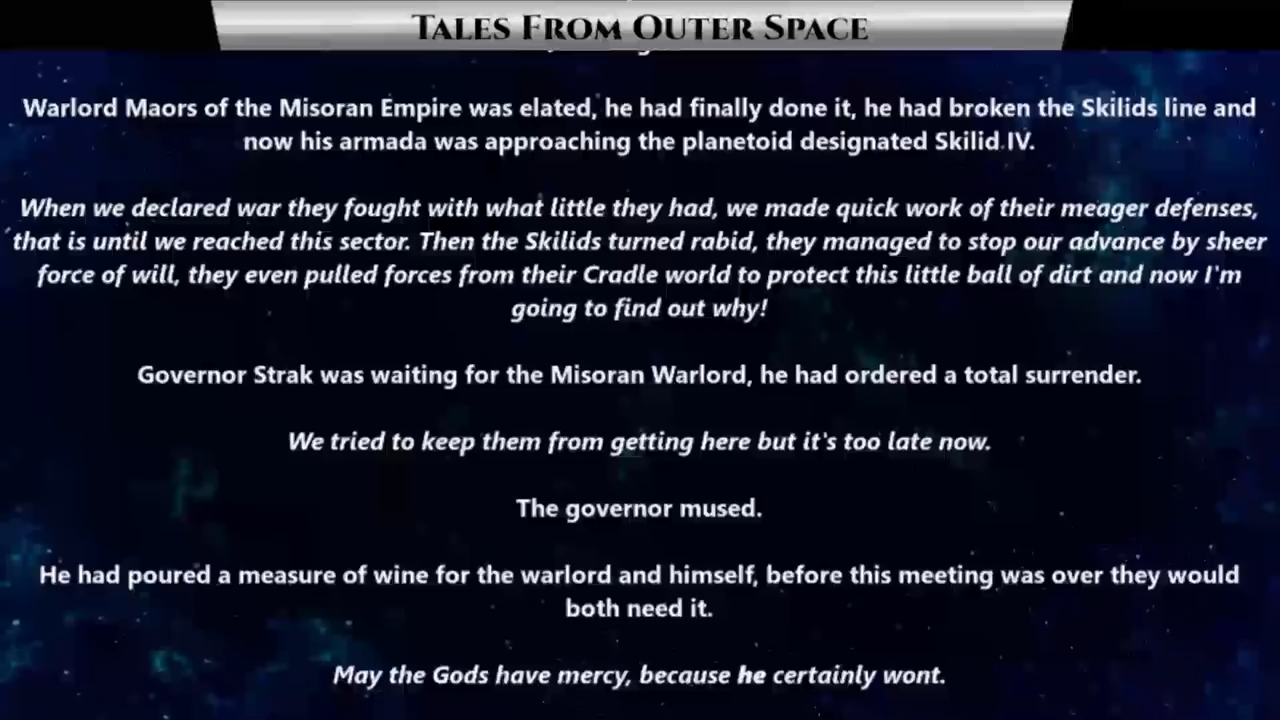 Tales From Outer Space
Warlord Maors of the Misoran Empire was elated, he had finally done it, he had broken the Skilids line and
now his armada was approaching the planetoid designated Skilid IV.
When we declared war they fought with what little they had, we made quick work of their meager defenses,
that is until we reached this sector. Then the Skilids turned rabid, they managed to stop our advance by sheer
force of will, they even pulled forces from their Cradle world to protect this little ball of dirt and now I'm
going to find out why!
Governor Strak was waiting for the Misoran Warlord, he had ordered a total surrender.
We tried to keep them from getting here but it's too late now.
The governor mused.
He had poured a measure of wine for the warlord and himself, before this meeting was over they would
both need it.
May the Gods have mercy, because he certainly wont.